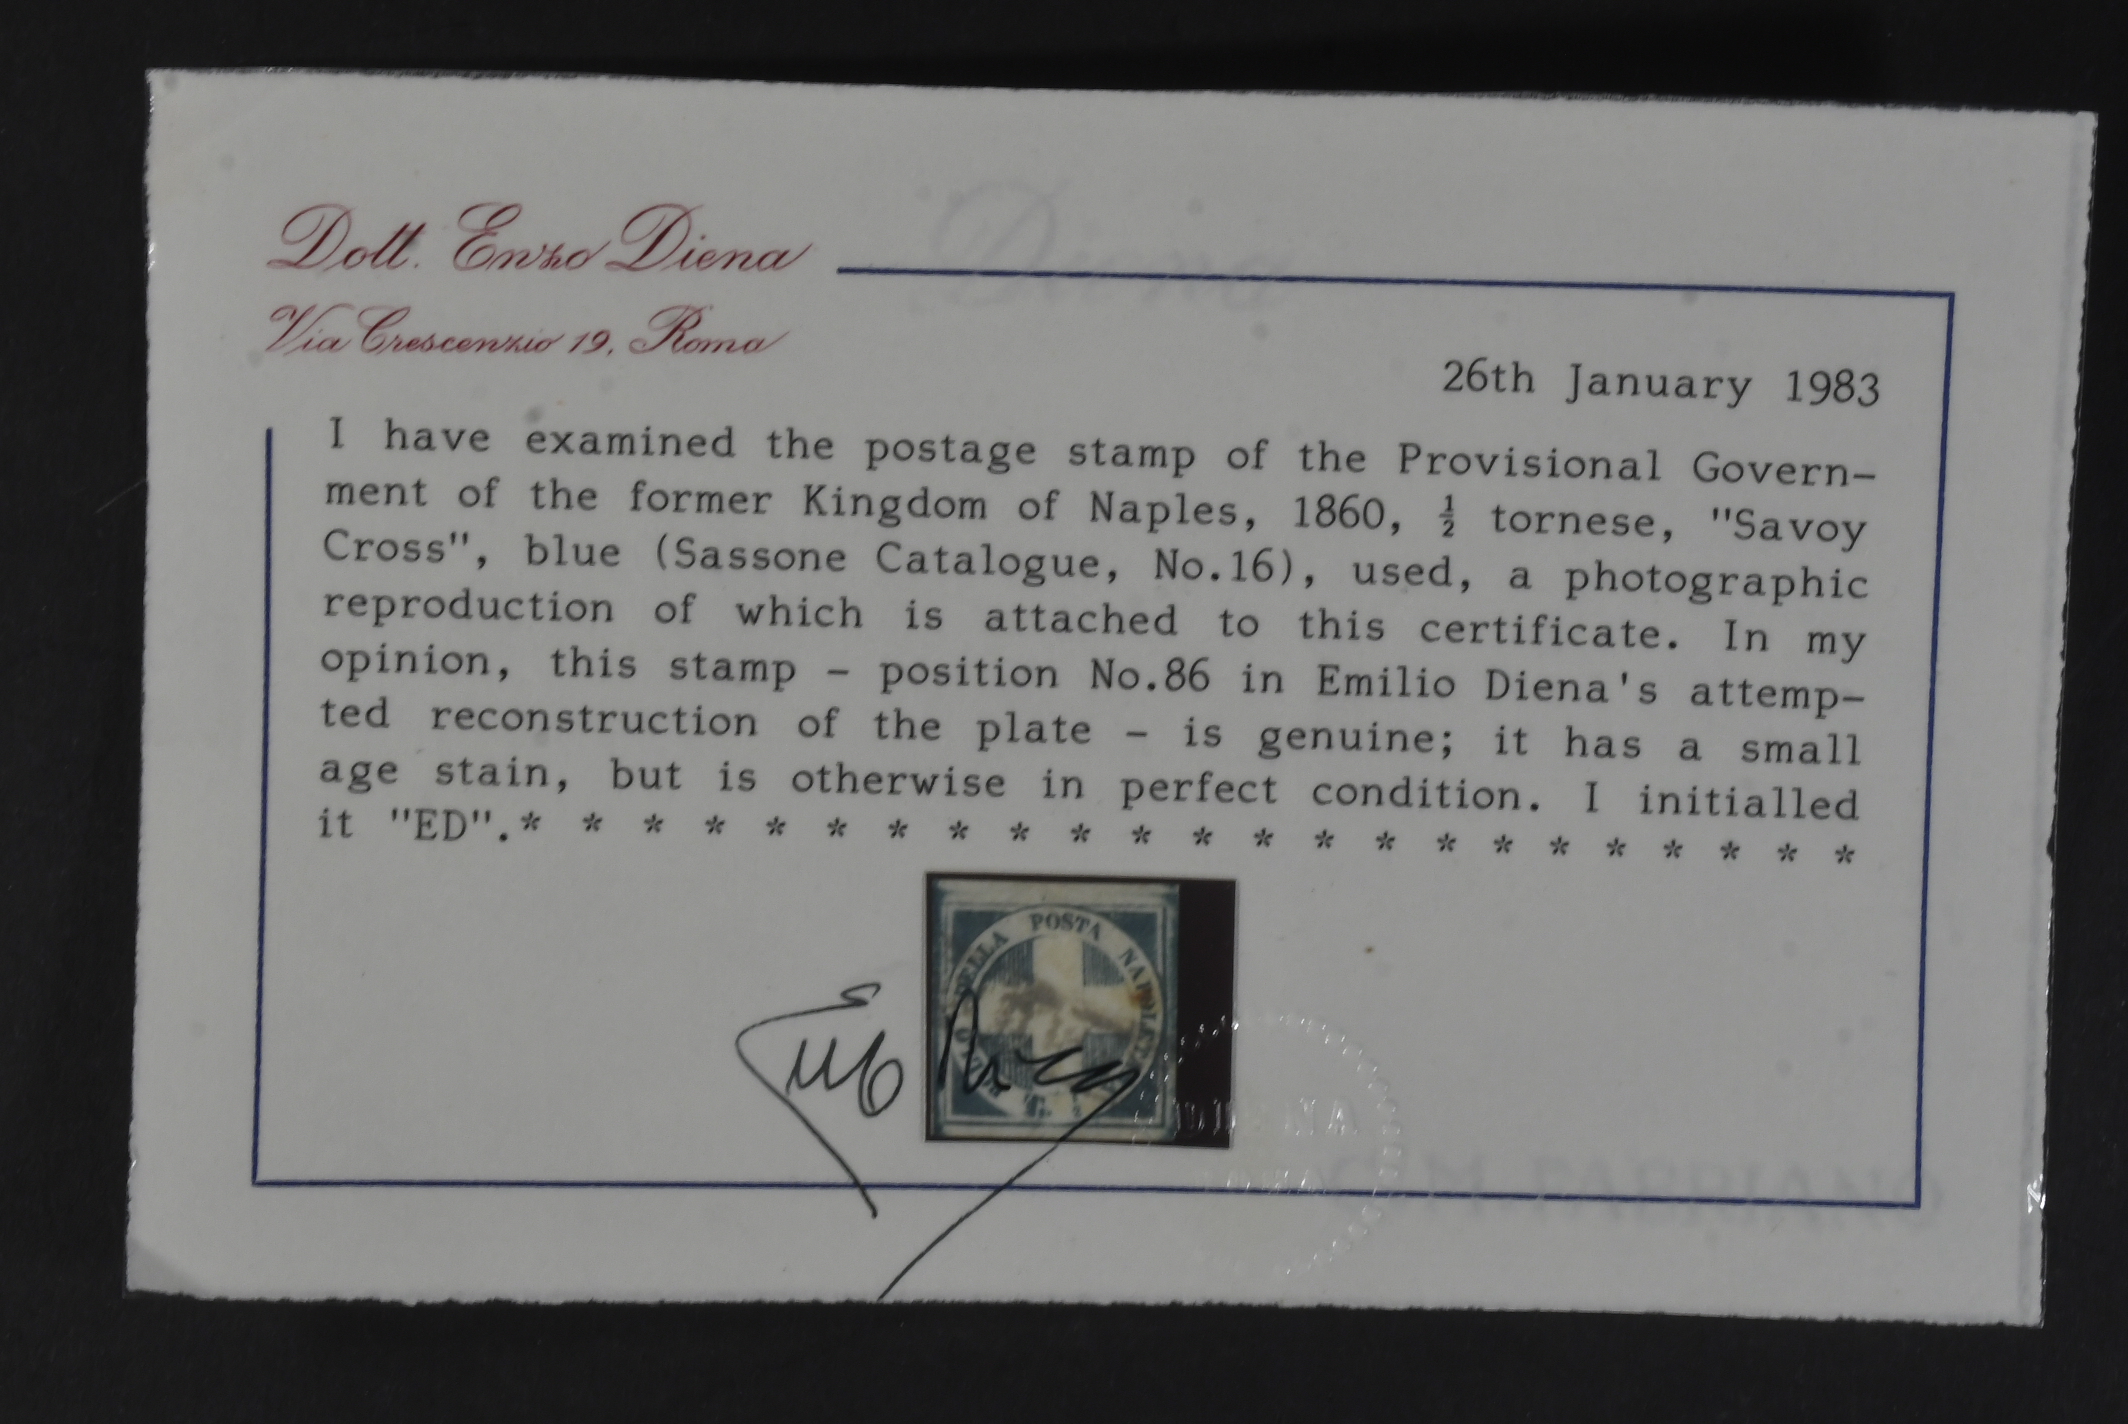 Dott. Enzo Diena
Via Crescenzio 19, Roma
26th January 1983
I have examined the postage stamp of the Provisional Govern-
ment of the former Kingdom of Naples, 1860, ½ tornese, "Savoy
Cross", blue (Sassone Catalogue, No.16), used, a photographic
reproduction of which is attached to this certificate. In my
opinion, this stamp - position No.86 in Emilio Diena's attemp-
ted reconstruction of the plate - is genuine; it has a small
age stain, but is otherwise in perfect condition. I initialled
it "ED".* * * * * * * * * * * * * * * * * * * * * * *
DELLA POSTA NAPOLET
Diena
FABRIANO